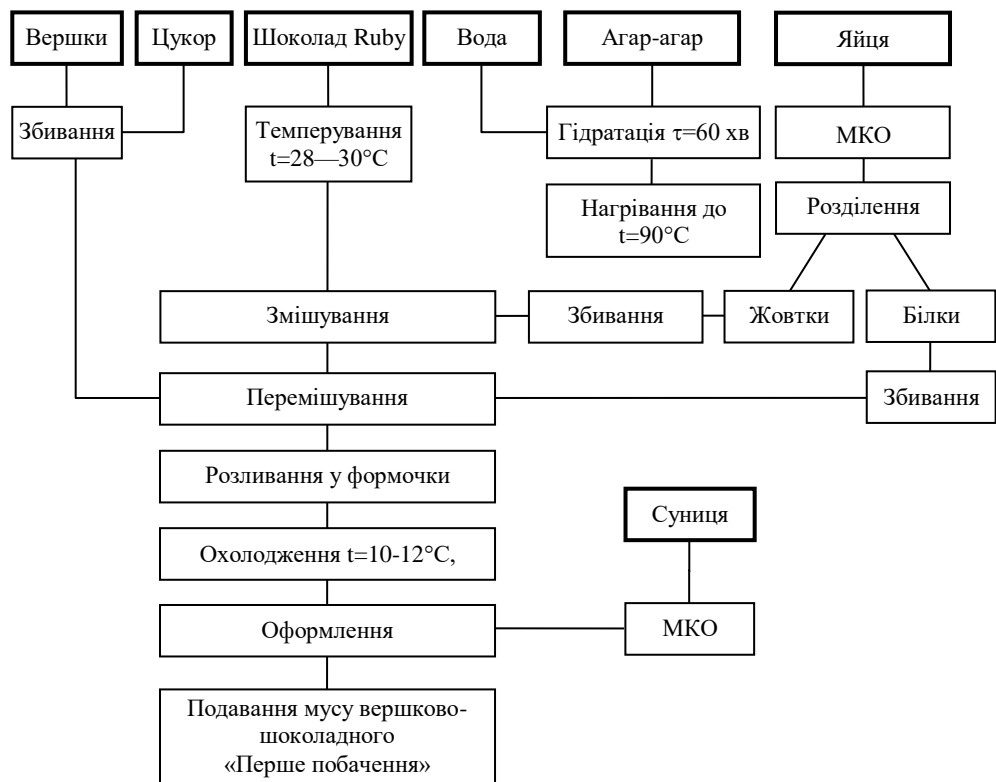 Вершки
Цукор
Шоколад Ruby
Вода
Агар-агар
Яйця
Збивання
Темперування
t=28—30°C
Гідратація τ=60 хв
МКО
Нагрівання до
t=90°C
Розділення
Змішування
Збивання
Жовтки
Білки
Перемішування
Збивання
Розливання у формочки
Суниця
Охолодження t=10-12°C,
Оформлення
МКО
Подавання мусу вершково-
шоколадного
«Перше побачення»